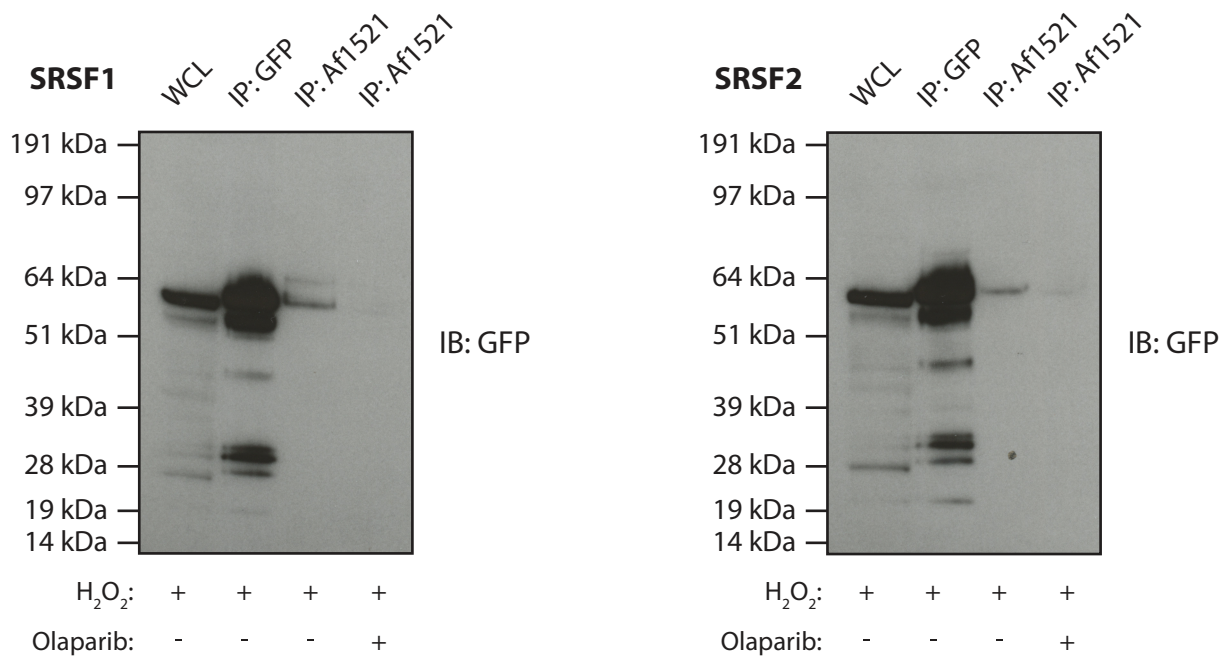 SRSF1 WCL IP: GFP IP: Af1521 IP: Af1521
191 kDa
97 kDa
64 kDa
51 kDa
39 kDa
28 kDa
19 kDa
14 kDa
IB: GFP
H₂O₂: + + + +
Olaparib: - - - +
SRSF2 WCL IP: GFP IP: Af1521 IP: Af1521
191 kDa
97 kDa
64 kDa
51 kDa
39 kDa
28 kDa
19 kDa
14 kDa
IB: GFP
H₂O₂: + + + +
Olaparib: - - - +